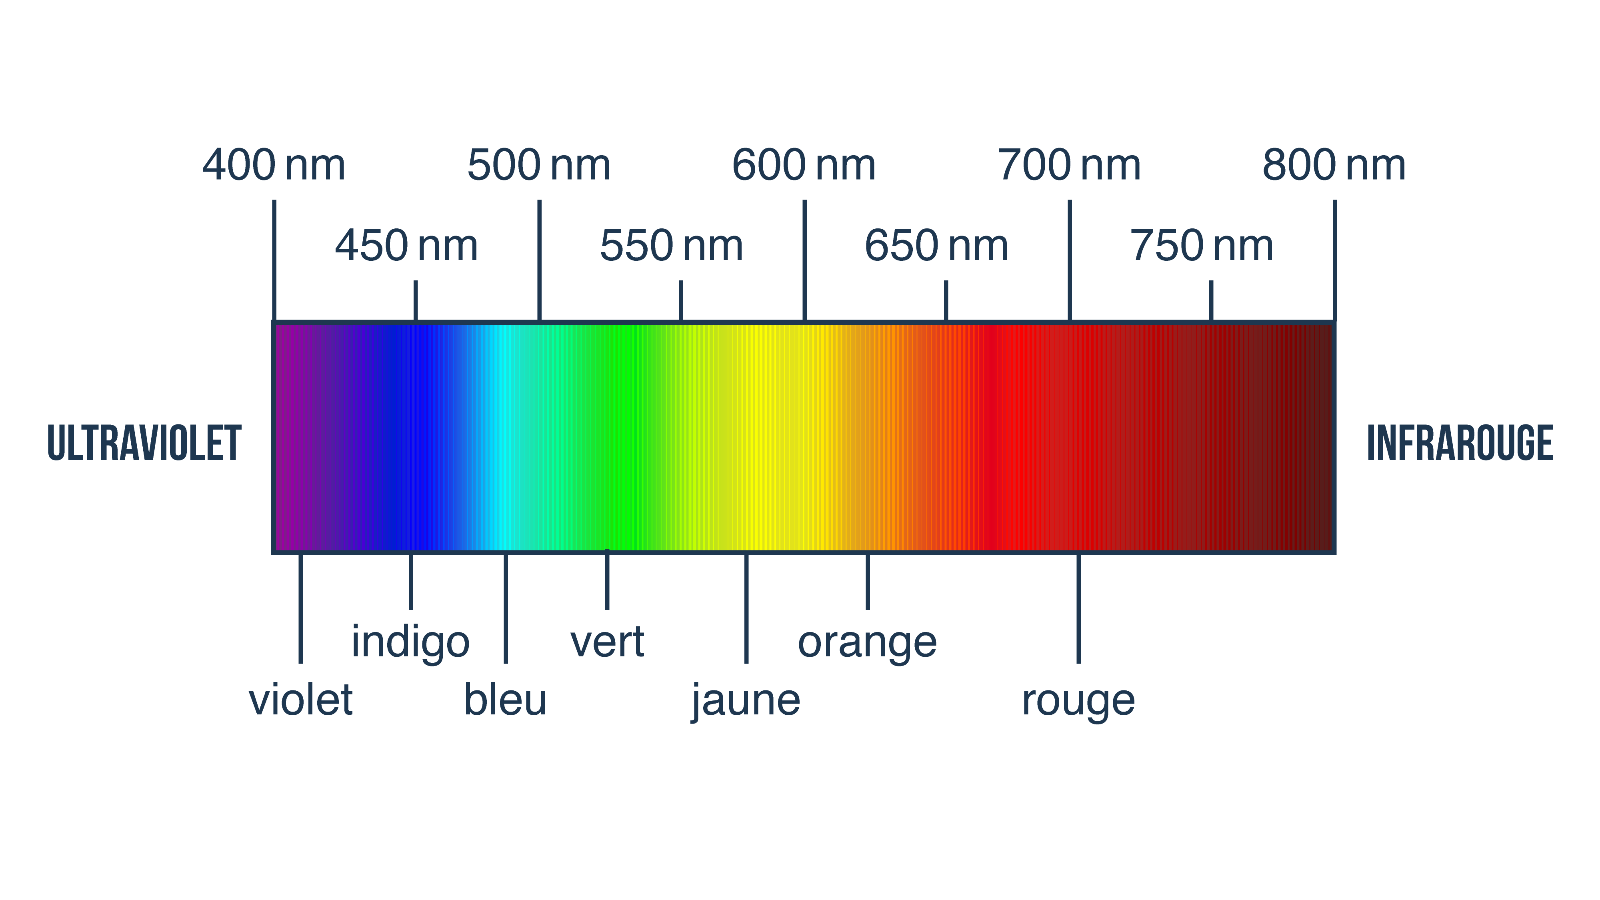 400 nm 500 nm 600 nm 700 nm 800 nm
450 nm 550 nm 650 nm 750 nm
ULTRAVIOLET INFRAROUGE
indigo vert orange
violet bleu jaune rouge